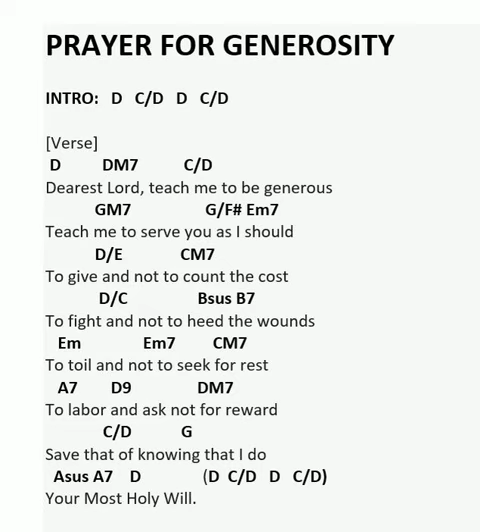 PRAYER FOR GENEROSITY
INTRO: D C/D D C/D
[Verse]
D DM7 C/D
Dearest Lord, teach me to be generous
GM7 G/F# Em7
Teach me to serve you as I should
D/E CM7
To give and not to count the cost
D/C Bsus B7
To fight and not to heed the wounds
Em Em7 CM7
To toil and not to seek for rest
A7 D9 DM7
To labor and ask not for reward
C/D G
Save that of knowing that I do
Asus A7 D (D C/D D C/D)
Your Most Holy Will.